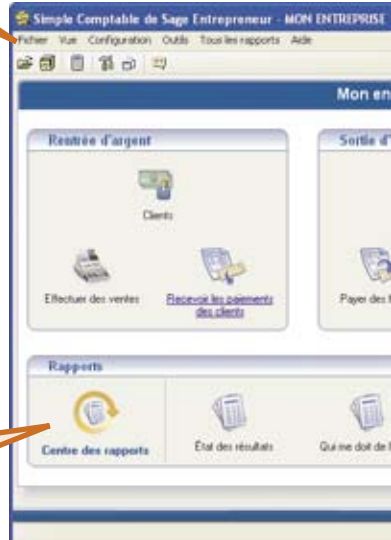 Simple Comptable de Sage Entrepreneur - MON ENTREPRISE
Fichier Vue Configuration Outils Tous les rapports Aide
Mon en
Rentrée d'argent
Sortie d'
Clients
Effectuer des ventes
Recevoir les paiements
des clients
Payer des f
Rapports
Centre des rapports
État des résultats
Qui me doit de l